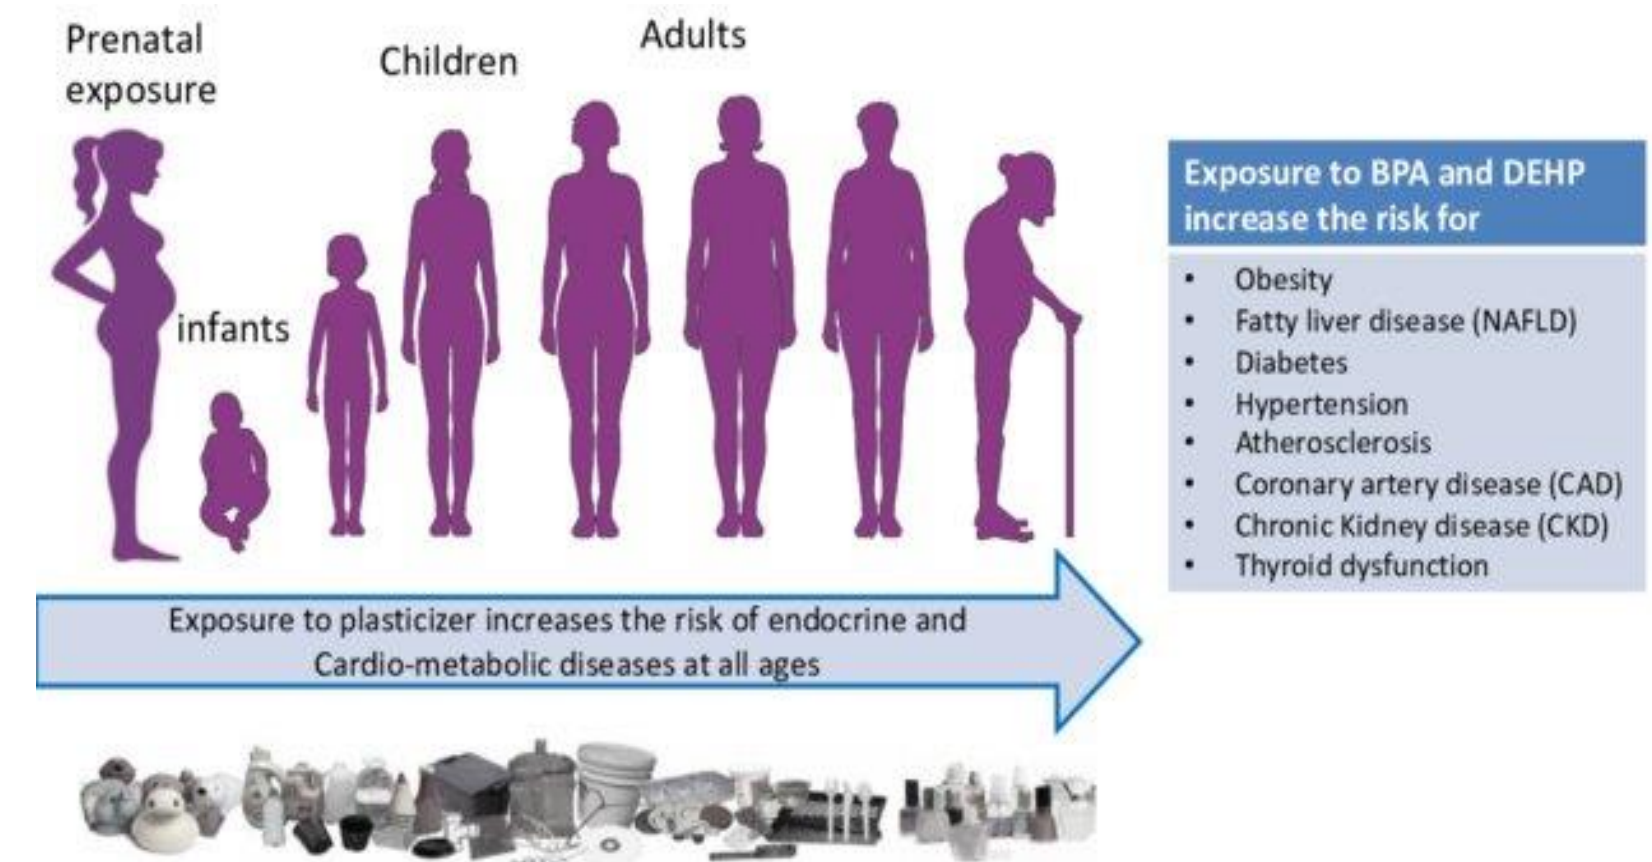 Prenatal
exposure
Children
Adults
infants
Exposure to BPA and DEHP
increase the risk for
• Obesity
• Fatty liver disease (NAFLD)
• Diabetes
• Hypertension
• Atherosclerosis
• Coronary artery disease (CAD)
• Chronic Kidney disease (CKD)
• Thyroid dysfunction
Exposure to plasticizer increases the risk of endocrine and
Cardio-metabolic diseases at all ages